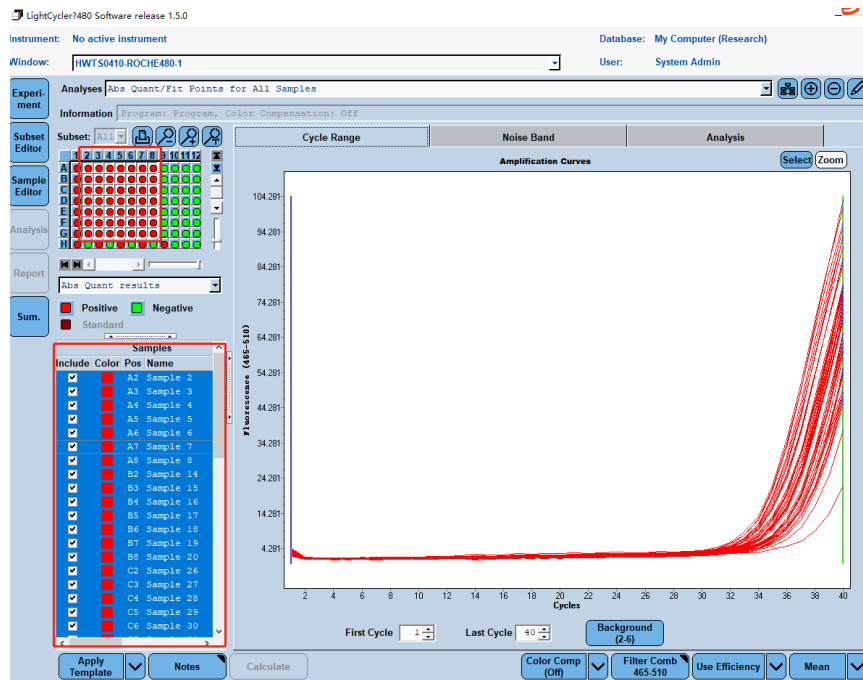 LightCycler?480 Software release 1.5.0
Instrument: No active instrument Database: My Computer (Research)
Window: HWTS0410-ROCHE480-1 User: System Admin
Experi-
ment
Analyses Abs Quant/Fit Points for All Samples
Information Program: Program, Color Compensation: Off
Subset
Editor
Subset: All
Cycle Range Noise Band Analysis
Amplification Curves
Select Zoom
1 2 3 4 5 6 7 8 9 10 11 12
A
B
C
D
E
F
G
H
Sample
Editor
Analysis
Report
Sum.
Abs Quant results
Positive Negative
Standard
Samples
Include Color Pos Name
A2 Sample 2
A3 Sample 3
A4 Sample 4
A5 Sample 5
A6 Sample 6
A7 Sample 7
A8 Sample 8
B2 Sample 14
B3 Sample 15
B4 Sample 16
B5 Sample 17
B6 Sample 18
B7 Sample 19
B8 Sample 20
C2 Sample 26
C3 Sample 27
C4 Sample 28
C5 Sample 29
C6 Sample 30
Fluorescence (465-510)
104.281
94.281
84.281
74.281
64.281
54.281
44.281
34.281
24.281
14.281
4.281
2 4 6 8 10 12 14 16 18 20 22 24 26 28 30 32 34 36 38 40
Cycles
First Cycle 1 Last Cycle 40 Background
(2-6)
Apply
Template
Notes
Calculate
Color Comp
(Off)
Filter Comb
465-510
Use Efficiency
Mean